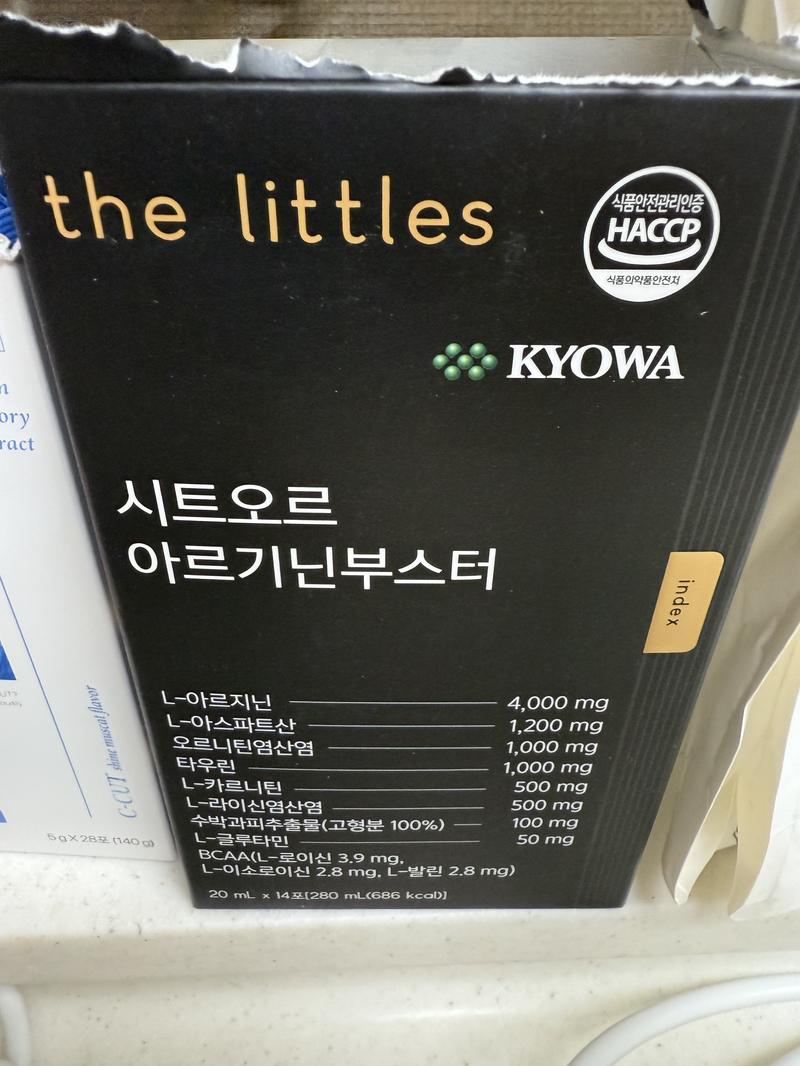 the littles
식품안전관리인증
HACCP
식품의약품안전처
KYOWA
시트오르
아르기닌부스터
index
L-아르지닌 4,000 mg
L-아스파트산 1,200 mg
오르니틴염산염 1,000 mg
타우린 1,000 mg
L-카르니틴 500 mg
L-라이신염산염 500 mg
수박과피추출물(고형분 100%) 100 mg
L-글루타민 50 mg
BCAA(L-로이신 3.9 mg,
L-이소로이신 2.8 mg, L-발린 2.8 mg)
20 mL x 14포[280 mL(686 kcal)]
ory
ract
C-CUT shine muscat flavor
5 g X 28포 (140 g)